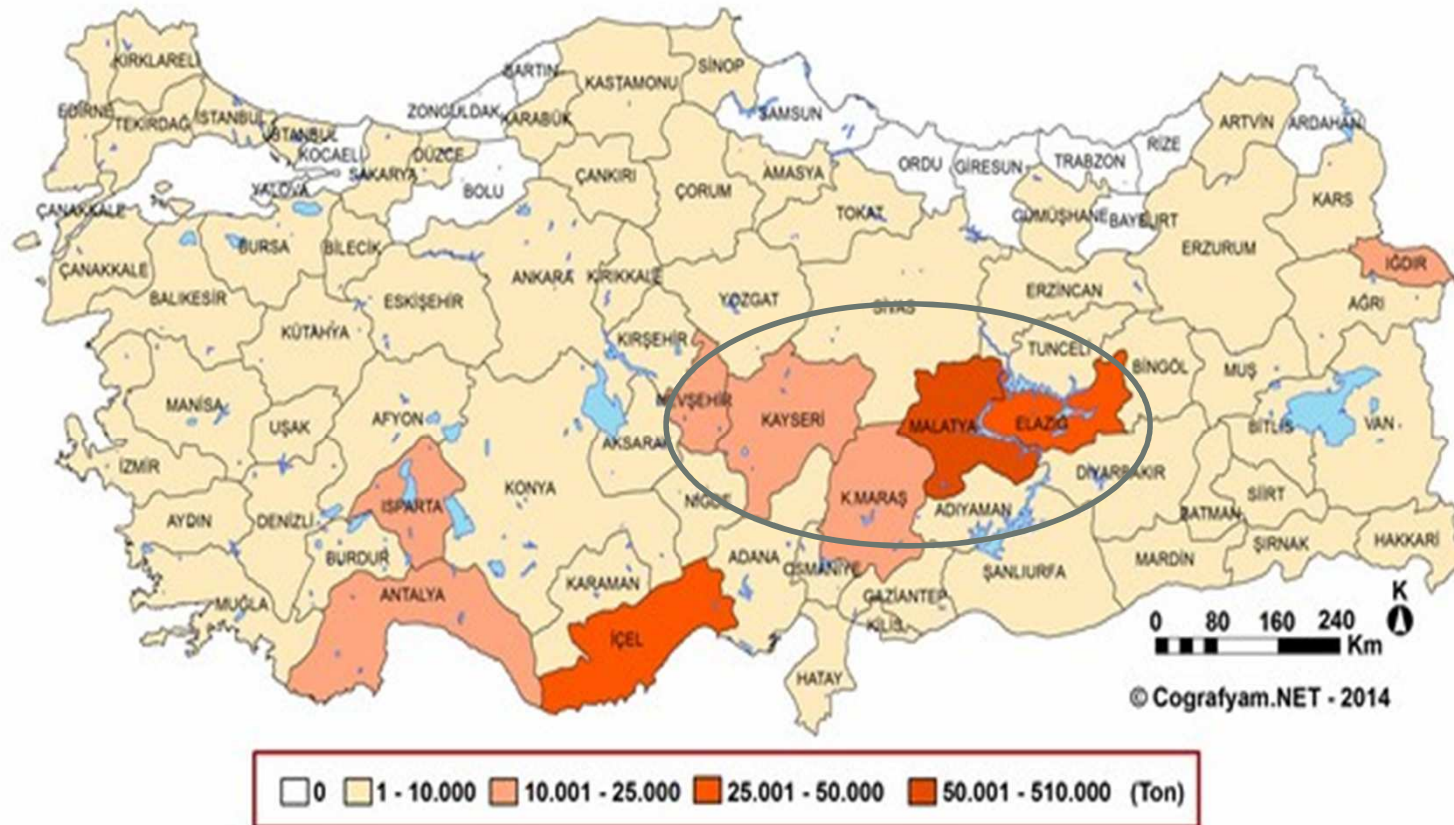 KIRKLARELİ
EDİRNE
TEKİRDAĞ
İSTANBUL
İSTANBUL
KOCAELİ
YALOVA
SAKARYA
DÜZCE
BOLU
ZONGULDAK
BARTIN
KARABÜK
KASTAMONU
SİNOP
SAMSUN
ÇANKIRI
ÇORUM
AMASYA
TOKAT
ORDU
GİRESUN
TRABZON
RİZE
ARTVİN
ARDAHAN
GÜMÜŞHANE
BAYBURT
ERZURUM
KARS
IĞDIR
AĞRI
ÇANAKKALE
ÇANAKKALE
BALIKESİR
BURSA
BİLECİK
ESKİŞEHİR
KÜTAHYA
ANKARA
KIRIKKALE
KIRŞEHİR
YOZGAT
SİVAS
ERZİNCAN
TUNCELİ
BİNGÖL
MUŞ
BİTLİS
VAN
MANİSA
UŞAK
AFYON
İZMİR
AYDIN
DENİZLİ
ISPARTA
BURDUR
MUĞLA
ANTALYA
KONYA
AKSARAY
NEVŞEHİR
KAYSERİ
NİĞDE
KARAMAN
İÇEL
ADANA
OSMANİYE
HATAY
K.MARAŞ
MALATYA
ELAZIĞ
ADIYAMAN
DİYARBAKIR
GAZİANTEP
KİLİS
ŞANLIURFA
MARDİN
BATMAN
SİİRT
ŞIRNAK
HAKKARİ
K
0 80 160 240
Km
© Cografyam.NET - 2014
0 1 - 10.000 10.001 - 25.000 25.001 - 50.000 50.001 - 510.000 (Ton)